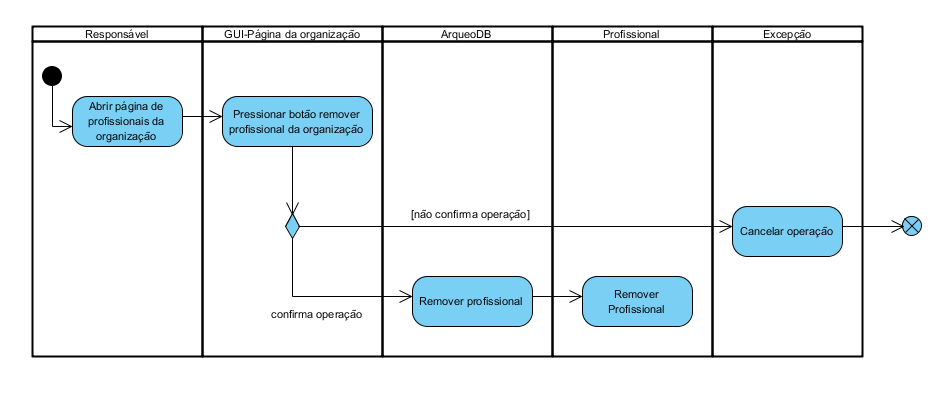 Responsável
GUI-Página da organização
ArqueoDB
Profissional
Excepção
Abrir página de
profissionais da
organização
Pressionar botão remover
profissional da organização
[não confirma operação]
Cancelar operação
Remover profissional
Remover
Profissional
confirma operação